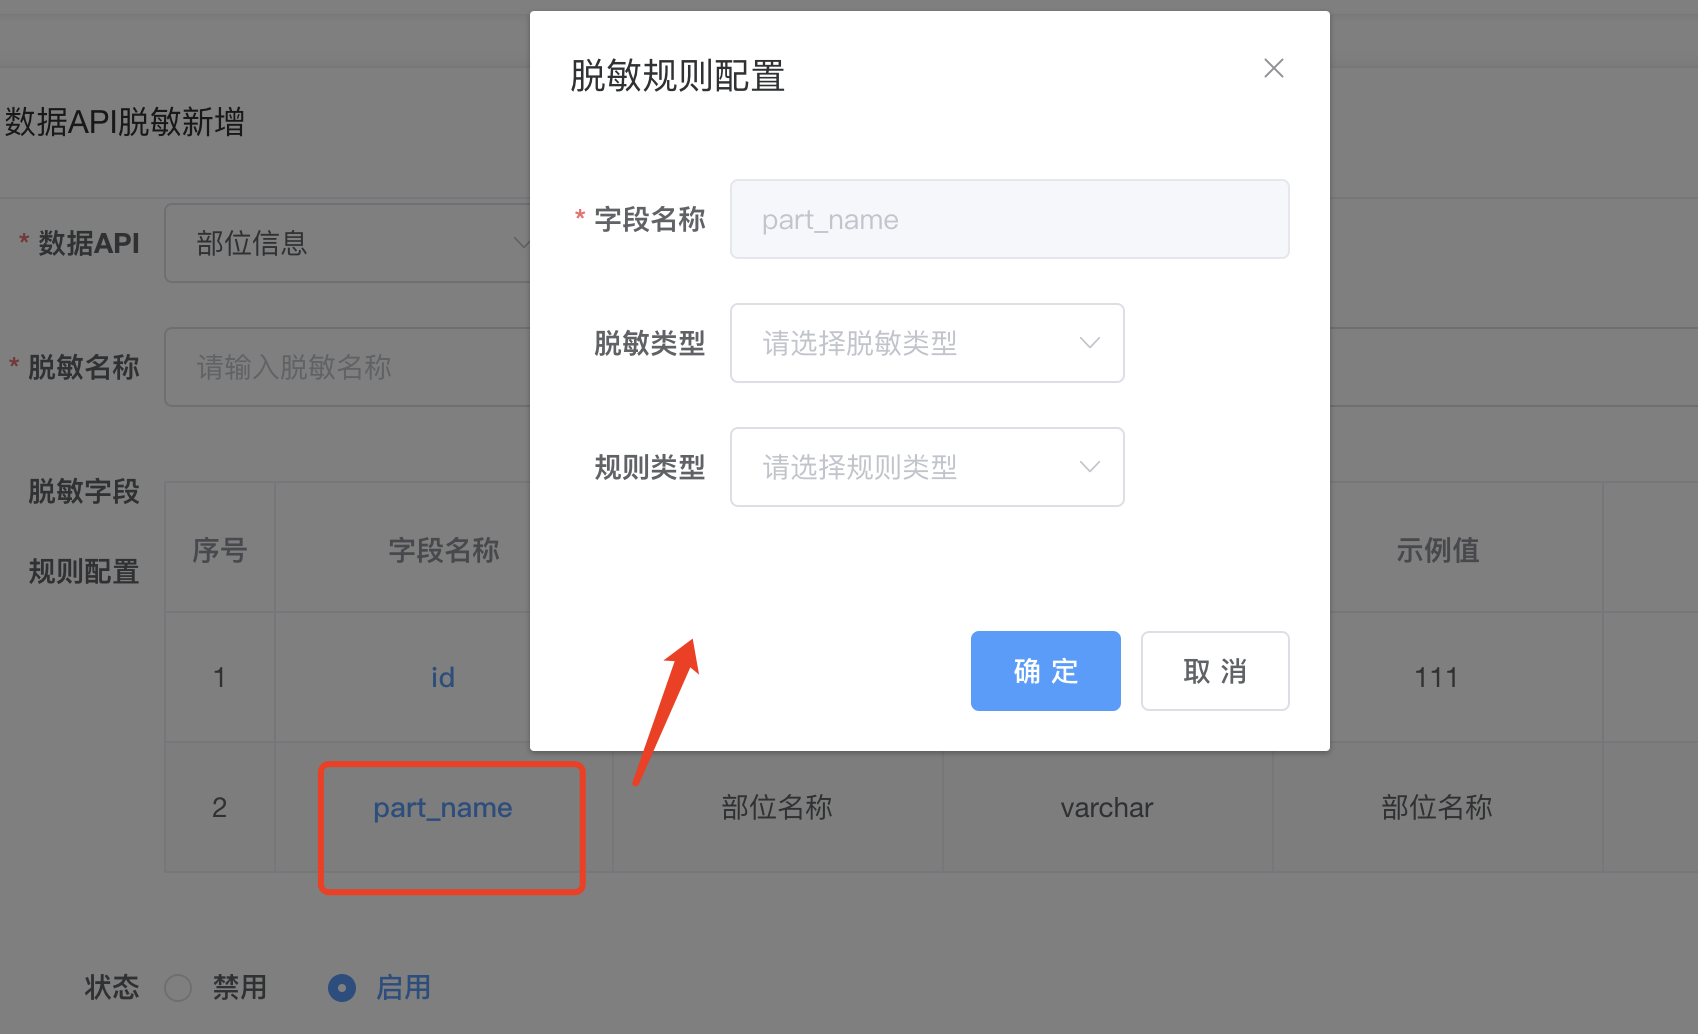 脱敏规则配置
数据API脱敏新增
* 字段名称 part_name
* 数据API 部位信息
脱敏类型 请选择脱敏类型
* 脱敏名称 请输入脱敏名称
规则类型 请选择规则类型
脱敏字段
规则配置
序号 字段名称 示例值
确 定 取 消
1 id 111
2 part_name 部位名称 varchar 部位名称
状态 禁用 启用